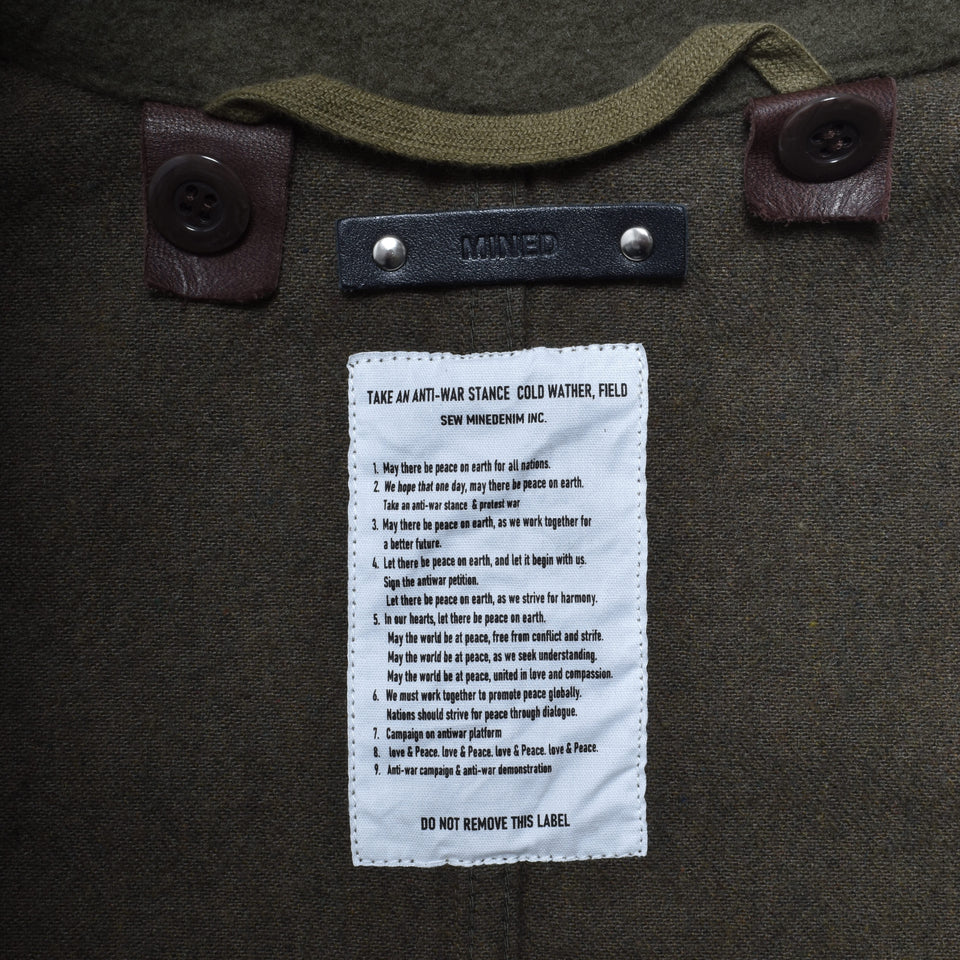 MINED
TAKE AN ANTI-WAR STANCE COLD WATHER, FIELD
SEW MINEDENIM INC.
1. May there be peace on earth for all nations.
2. We hope that one day, may there be peace on earth.
Take an anti-war stance & protest war
3. May there be peace on earth, as we work together for
a better future.
4. Let there be peace on earth, and let it begin with us.
Sign the antiwar petition.
Let there be peace on earth, as we strive for harmony.
5. In our hearts, let there be peace on earth.
May the world be at peace, free from conflict and strife.
May the world be at peace, as we seek understanding.
May the world be at peace, united in love and compassion.
6. We must work together to promote peace globally.
Nations should strive for peace through dialogue.
7. Campaign on antiwar platform
8. love & Peace. love & Peace. love & Peace. love & Peace.
9. Anti-war campaign & anti-war demonstration
DO NOT REMOVE THIS LABEL